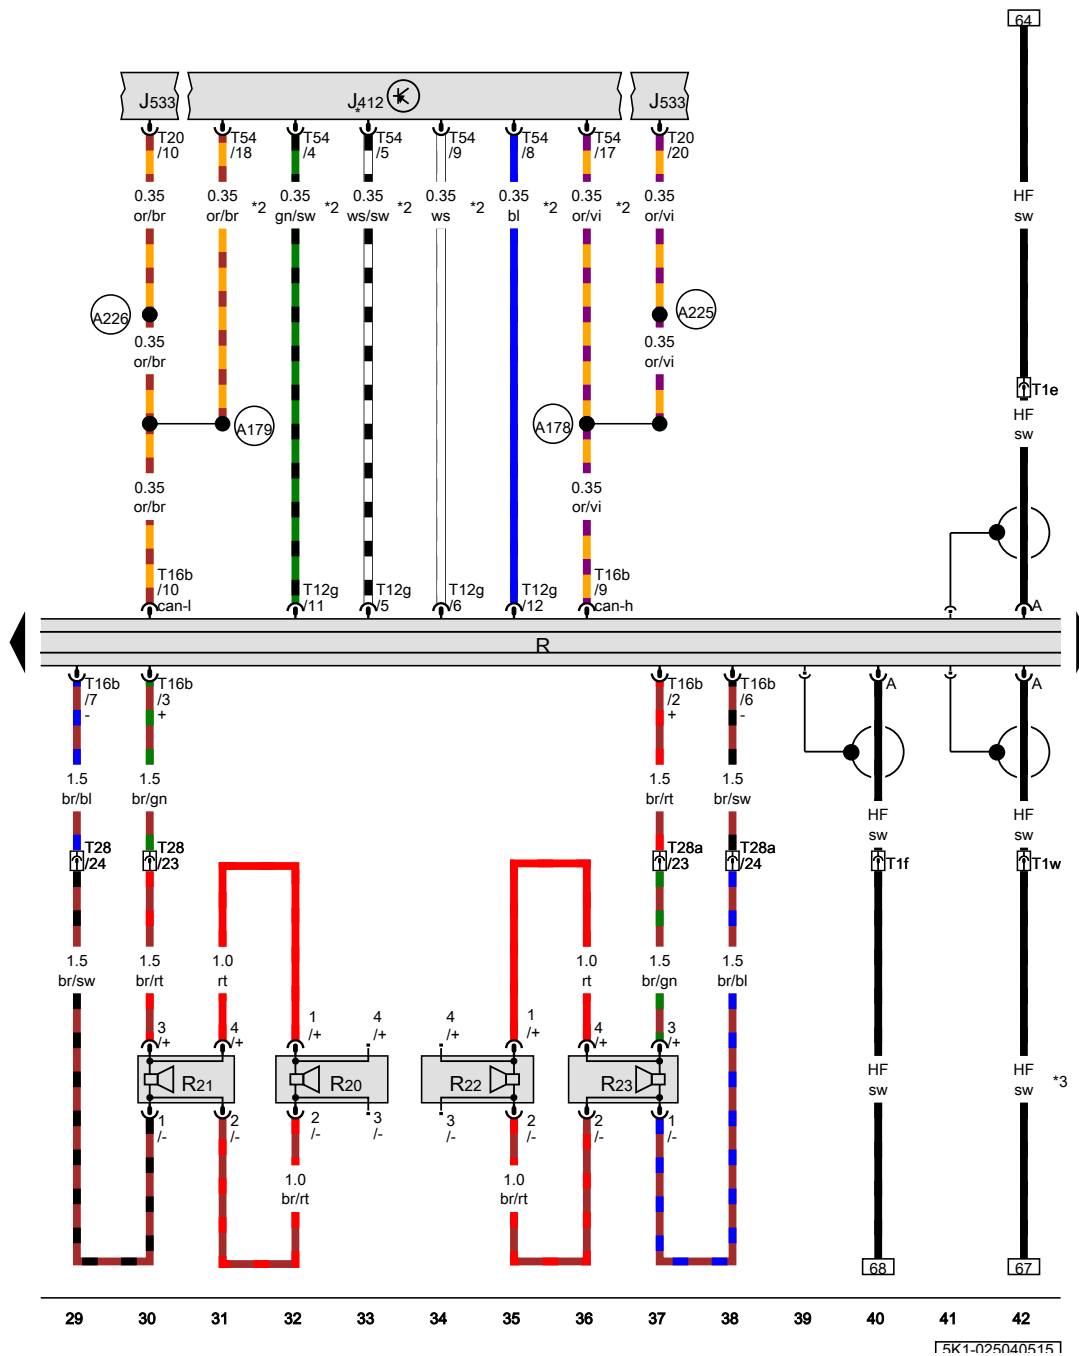 64
J533
J412
*
J533
T20
/10
T54
/18
T54
/4
T54
/5
T54
/9
T54
/8
T54
/17
T20
/20
0.35
or/br
0.35
or/br
*2
0.35
gn/sw
*2
0.35
ws/sw
*2
0.35
ws
*2
0.35
bl
*2
0.35
or/vi
*2
0.35
or/vi
HF
sw
A226
A225
0.35
or/br
0.35
or/vi
T1e
HF
sw
A179
A178
0.35
or/br
0.35
or/vi
T16b
/10
can-l
T12g
/11
T12g
/5
T12g
/6
T12g
/12
T16b
/9
can-h
A
R
T16b
/7
-
T16b
/3
+
T16b
/2
+
T16b
/6
-
A
A
1.5
br/bl
1.5
br/gn
1.5
br/rt
1.5
br/sw
HF
sw
HF
sw
T28
/24
T28
/23
T28a
/23
T28a
/24
T1f
T1w
1.5
br/sw
1.5
br/rt
1.0
rt
1.0
rt
1.5
br/gn
1.5
br/bl
3
/+
4
/+
1
/+
4
/+
4
/+
1
/+
4
/+
3
/+
R21
R20
R22
R23
HF
sw
HF
sw
*3
1
/-
2
/-
2
/-
3
/-
3
/-
2
/-
2
/-
1
/-
1.0
br/rt
1.0
br/rt
68
67
29 30 31 32 33 34 35 36 37 38 39 40 41 42
5K1-025040515